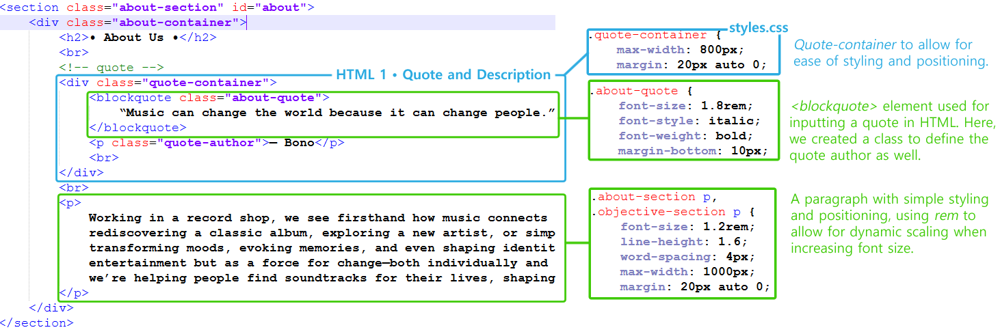 <section class="about-section" id="about">
<div class="about-container">
<h2>• About Us •</h2>
<br>
<!-- quote -->
HTML 1 • Quote and Description
<div class="quote-container">
<blockquote class="about-quote">
“Music can change the world because it can change people.”
</blockquote>
<p class="quote-author">— Bono</p>
<br>
</div>
<br>
<p>
Working in a record shop, we see firsthand how music connects
rediscovering a classic album, exploring a new artist, or simp
transforming moods, evoking memories, and even shaping identit
entertainment but as a force for change—both individually and
we’re helping people find soundtracks for their lives, shaping
</p>
</div>
</section>
styles.css
.quote-container {
max-width: 800px;
margin: 20px auto 0;
.about-quote {
font-size: 1.8rem;
font-style: italic;
font-weight: bold;
margin-bottom: 10px;
.about-section p,
.objective-section p {
font-size: 1.2rem;
line-height: 1.6;
word-spacing: 4px;
max-width: 1000px;
margin: 20px auto 0;
Quote-container to allow for
ease of styling and positioning.
<blockquote> element used for
inputting a quote in HTML. Here,
we created a class to define the
quote author as well.
A paragraph with simple styling
and positioning, using rem to
allow for dynamic scaling when
increasing font size.